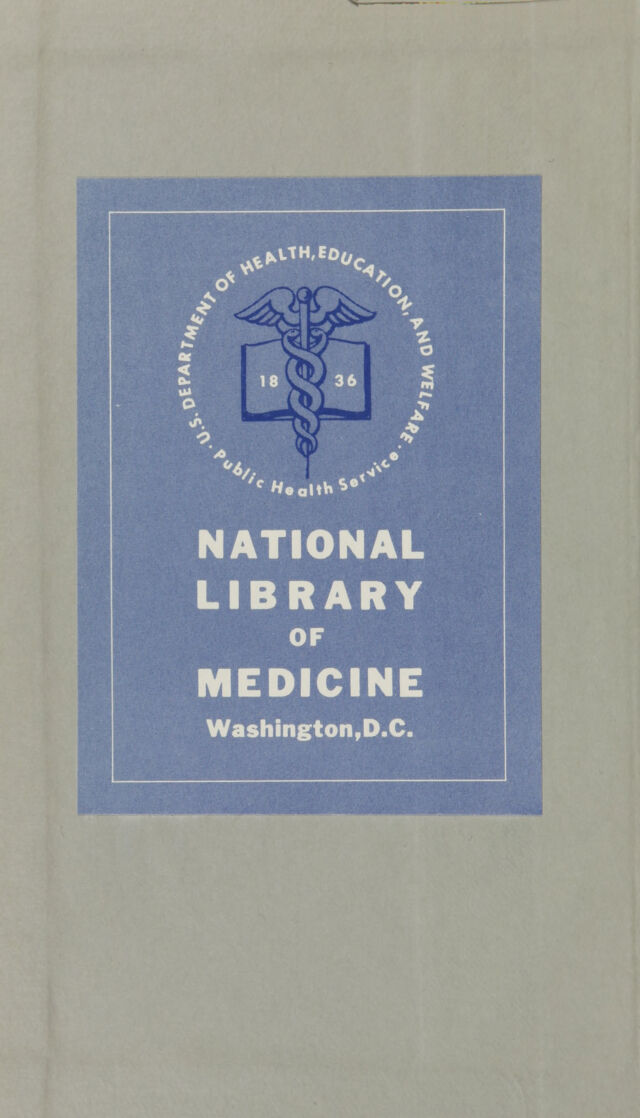 U.S. DEPARTMENT OF HEALTH, EDUCATION, AND WELFARE
· Public Health Service ·
18 36
NATIONAL
LIBRARY
OF
MEDICINE
Washington, D.C.